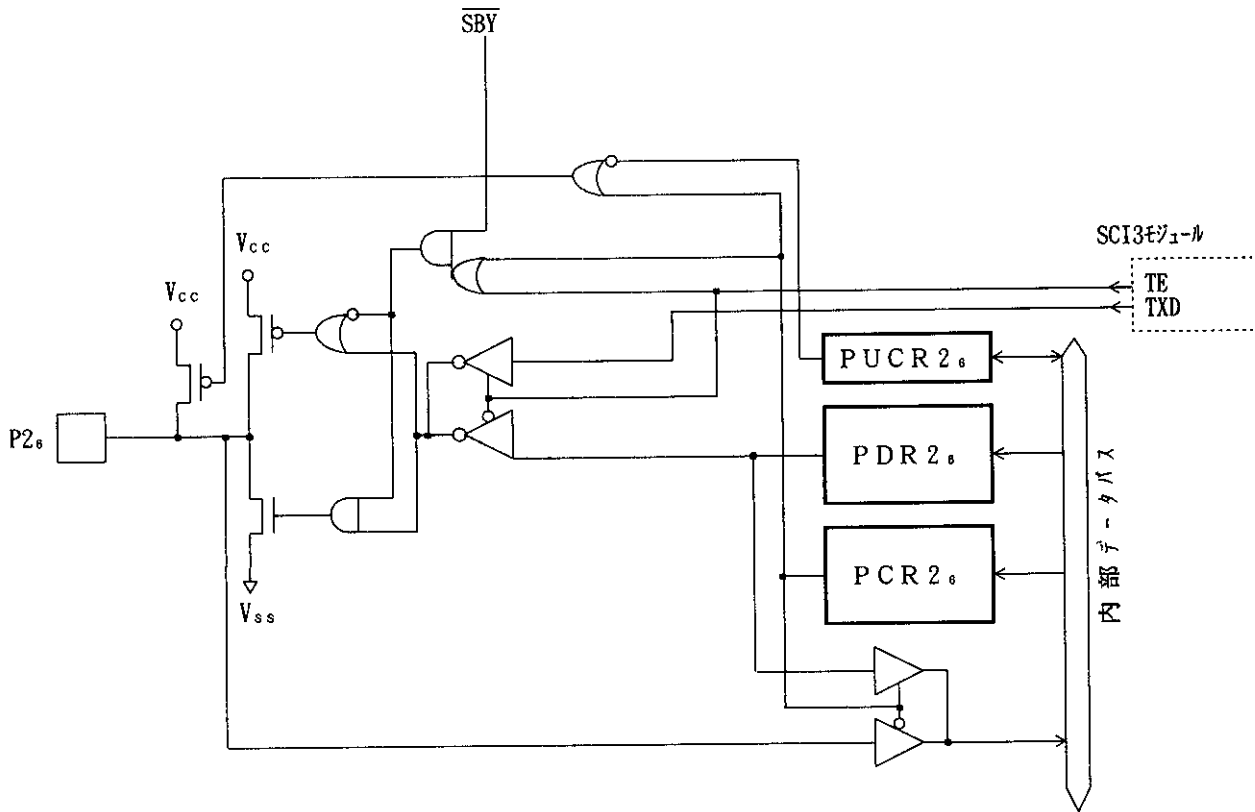 SBY
SCI3モジュール
TE
TXD
Vcc
Vcc
PUCR2₆
PDR2₆
PCR2₆
P2₆
Vss
内部データバス